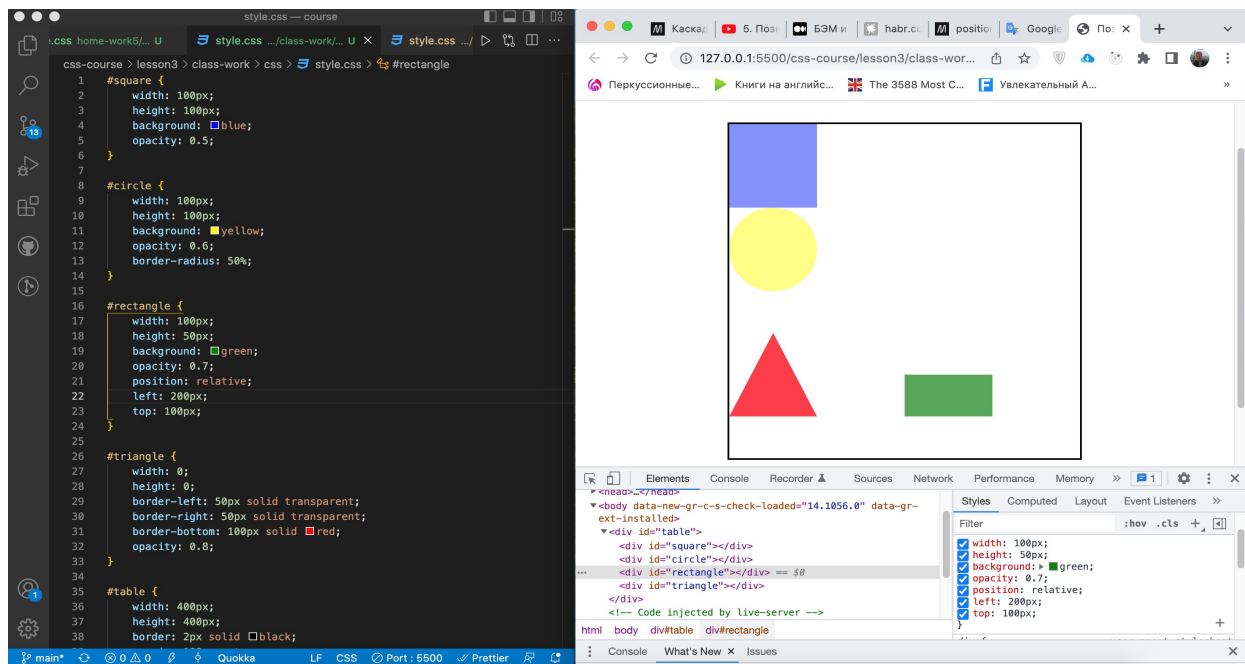 style.css — course
.css home-work5/... U
style.css .../class-work/... U
style.css .../
css-course > lesson3 > class-work > css > style.css > #rectangle
1 #square {
2 width: 100px;
3 height: 100px;
4 background: blue;
5 opacity: 0.5;
6 }
7
8 #circle {
9 width: 100px;
10 height: 100px;
11 background: yellow;
12 opacity: 0.6;
13 border-radius: 50%;
14 }
15
16 #rectangle {
17 width: 100px;
18 height: 50px;
19 background: green;
20 opacity: 0.7;
21 position: relative;
22 left: 200px;
23 top: 100px;
24 }
25
26 #triangle {
27 width: 0;
28 height: 0;
29 border-left: 50px solid transparent;
30 border-right: 50px solid transparent;
31 border-bottom: 100px solid red;
32 opacity: 0.8;
33 }
34
35 #table {
36 width: 400px;
37 height: 400px;
38 border: 2px solid black;
13
1
main* 0 0 Quokka LF CSS Port : 5500 Prettier
Каскад 5. Поз БЭМ и habr.cc positio Google Поз
127.0.0.1:5500/css-course/lesson3/class-wor...
Перкуссионные... Книги на английс... The 3588 Most C... Увлекательный А... »
Elements Console Recorder Sources Network Performance Memory » 1
<head>…</head>
<body data-new-gr-c-s-check-loaded="14.1056.0" data-gr-
ext-installed>
<div id="table">
<div id="square"></div>
<div id="circle"></div>
<div id="rectangle"></div> == $0
<div id="triangle"></div>
</div>
<!-- Code injected by live-server -->
html body div#table div#rectangle
Styles Computed Layout Event Listeners »
Filter :hov .cls +
width: 100px;
height: 50px;
background: green;
opacity: 0.7;
position: relative;
left: 200px;
top: 100px;
}
Console What's New Issues